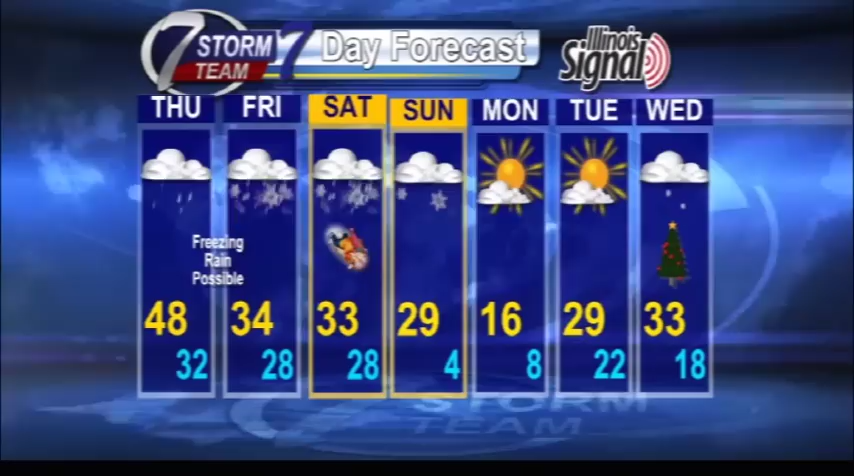 7 STORM TEAM
7 Day Forecast
Illinois Signal
THU FRI SAT SUN MON TUE WED
Freezing
Rain
Possible
48 34 33 29 16 29 33
32 28 28 4 8 22 18
STORM
TEAM